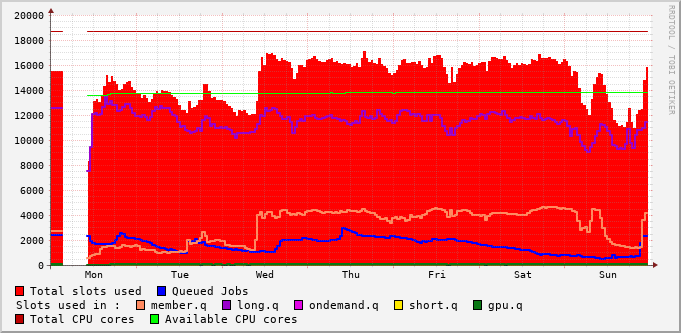 20000
18000
16000
14000
12000
10000
8000
6000
4000
2000
0
Mon Tue Wed Thu Fri Sat Sun
RRDTOOL / TOBI OETIKER
Total slots used Queued Jobs
Slots used in : member.q long.q ondemand.q short.q gpu.q
Total CPU cores Available CPU cores